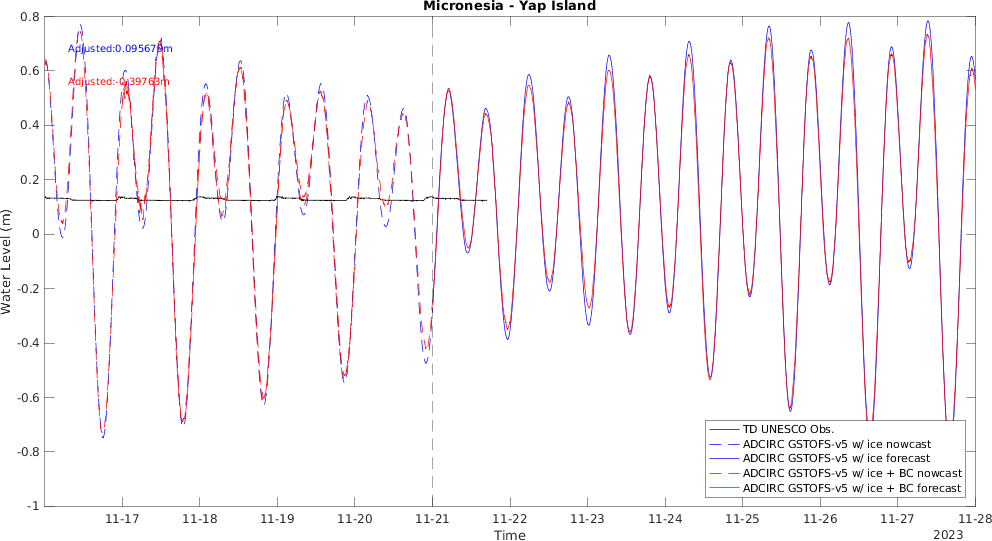 Micronesia - Yap Island
0.8
0.6
0.4
0.2
0
-0.2
-0.4
-0.6
-0.8
-1
Water Level (m)
Adjusted:0.095679m
Adjusted:-0.39763m
TD UNESCO Obs.
ADCIRC GSTOFS-v5 w/ ice nowcast
ADCIRC GSTOFS-v5 w/ ice forecast
ADCIRC GSTOFS-v5 w/ ice + BC nowcast
ADCIRC GSTOFS-v5 w/ ice + BC forecast
11-17 11-18 11-19 11-20 11-21 11-22 11-23 11-24 11-25 11-26 11-27 11-28
Time
2023